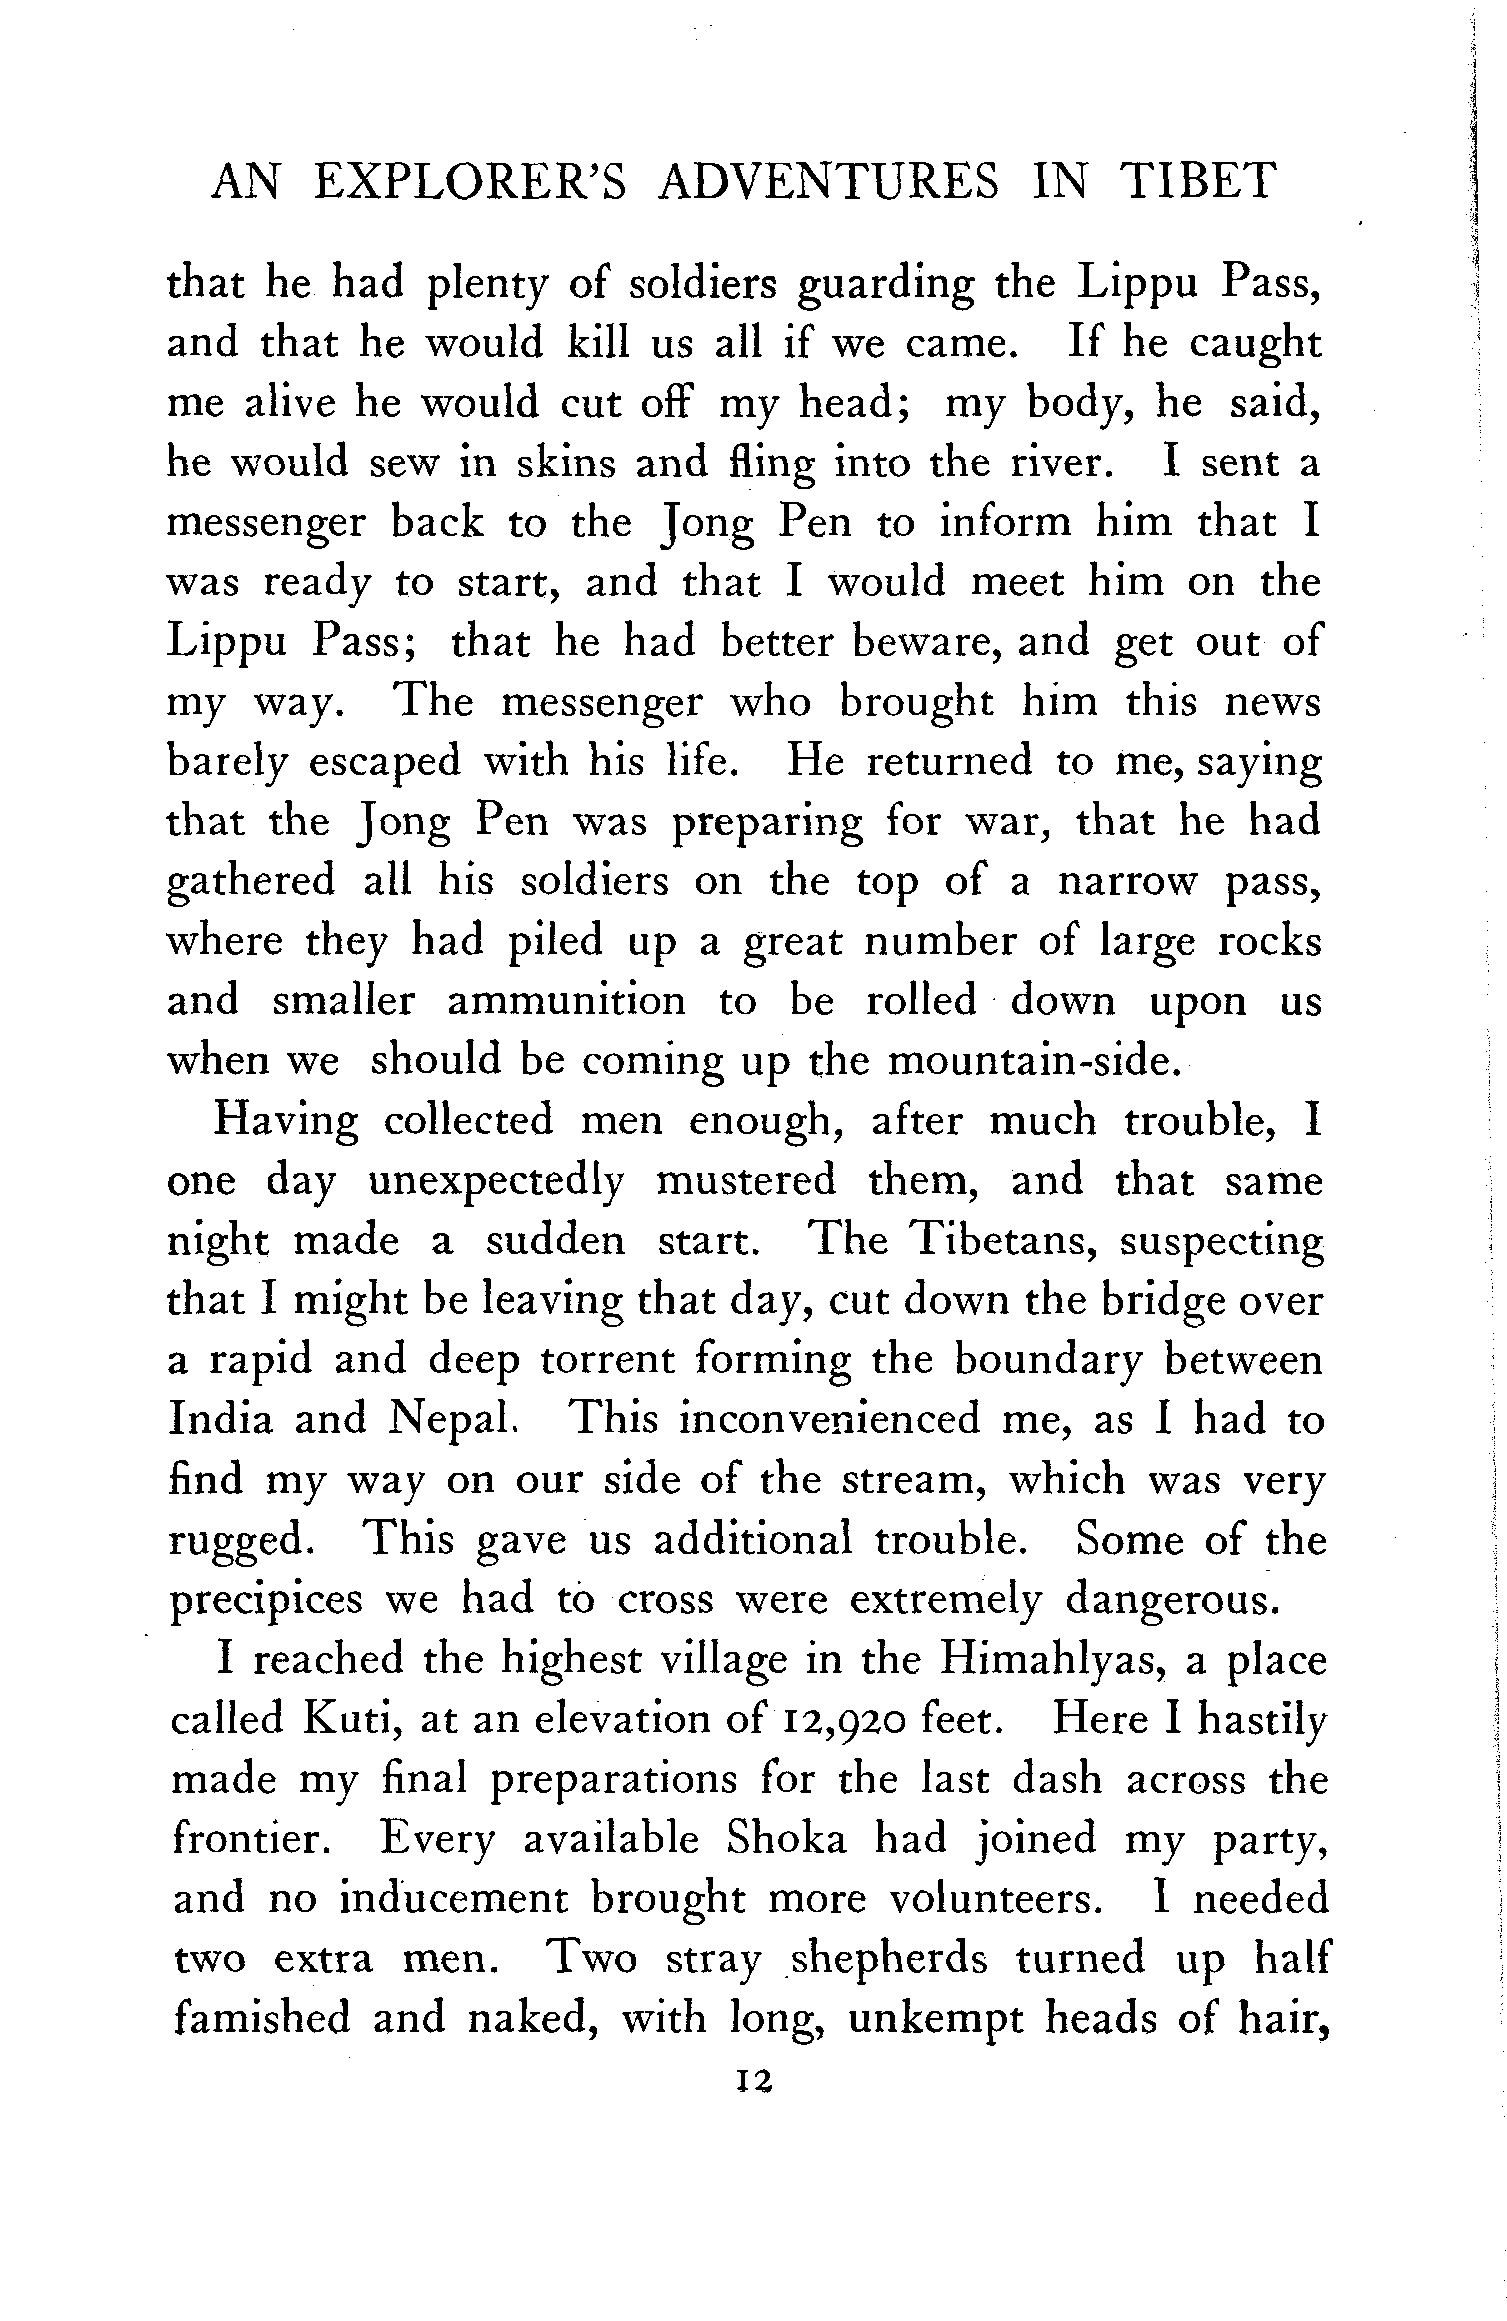 AN EXPLORER'S ADVENTURES IN TIBET
that he had plenty of soldiers guarding the Lippu Pass,
and that he would kill us all if we came. If he caught
me alive he would cut off my head; my body, he said,
he would sew in skins and fling into the river. I sent a
messenger back to the Jong Pen to inform him that I
was ready to start, and that I would meet him on the
Lippu Pass; that he had better beware, and get out of
my way. The messenger who brought him this news
barely escaped with his life. He returned to me, saying
that the Jong Pen was preparing for war, that he had
gathered all his soldiers on the top of a narrow pass,
where they had piled up a great number of large rocks
and smaller ammunition to be rolled down upon us
when we should be coming up the mountain-side.
Having collected men enough, after much trouble, I
one day unexpectedly mustered them, and that same
night made a sudden start. The Tibetans, suspecting
that I might be leaving that day, cut down the bridge over
a rapid and deep torrent forming the boundary between
India and Nepal. This inconvenienced me, as I had to
find my way on our side of the stream, which was very
rugged. This gave us additional trouble. Some of the
precipices we had to cross were extremely dangerous.
I reached the highest village in the Himahlyas, a place
called Kuti, at an elevation of 12,920 feet. Here I hastily
made my final preparations for the last dash across the
frontier. Every available Shoka had joined my party,
and no inducement brought more volunteers. I needed
two extra men. Two stray shepherds turned up half
famished and naked, with long, unkempt heads of hair,
12